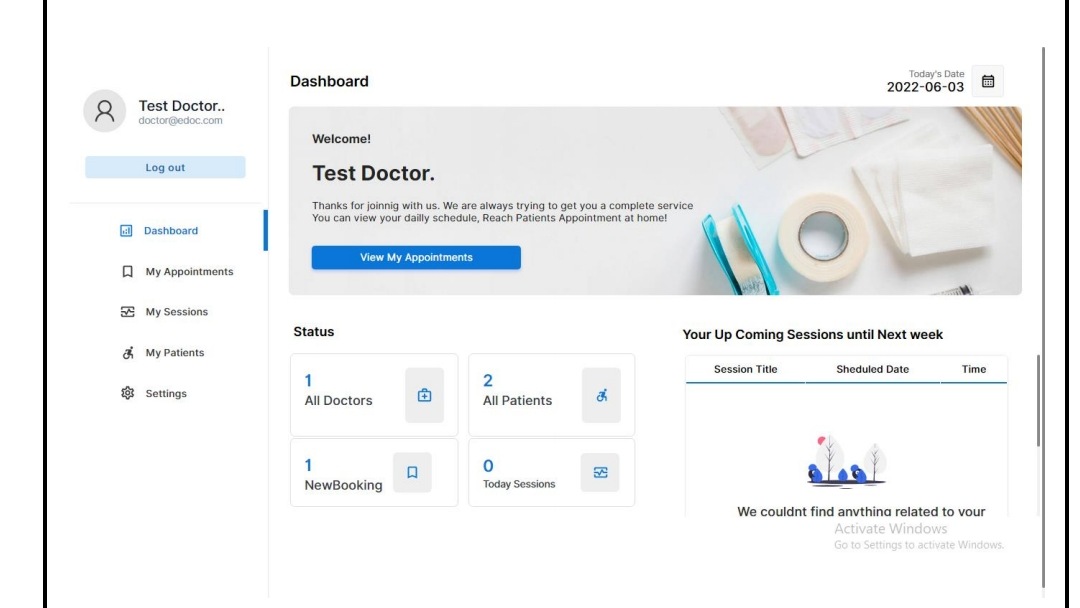 Test Doctor..
doctor@edoc.com
Log out
Dashboard
My Appointments
My Sessions
My Patients
Settings
Dashboard
Today's Date
2022-06-03
Welcome!
Test Doctor.
Thanks for joinnig with us. We are always trying to get you a complete service
You can view your dailly schedule, Reach Patients Appointment at home!
View My Appointments
Status
1
All Doctors
2
All Patients
1
NewBooking
0
Today Sessions
Your Up Coming Sessions until Next week
Session Title Sheduled Date Time
We couldnt find anything related to your
Activate Windows
Go to Settings to activate Windows.